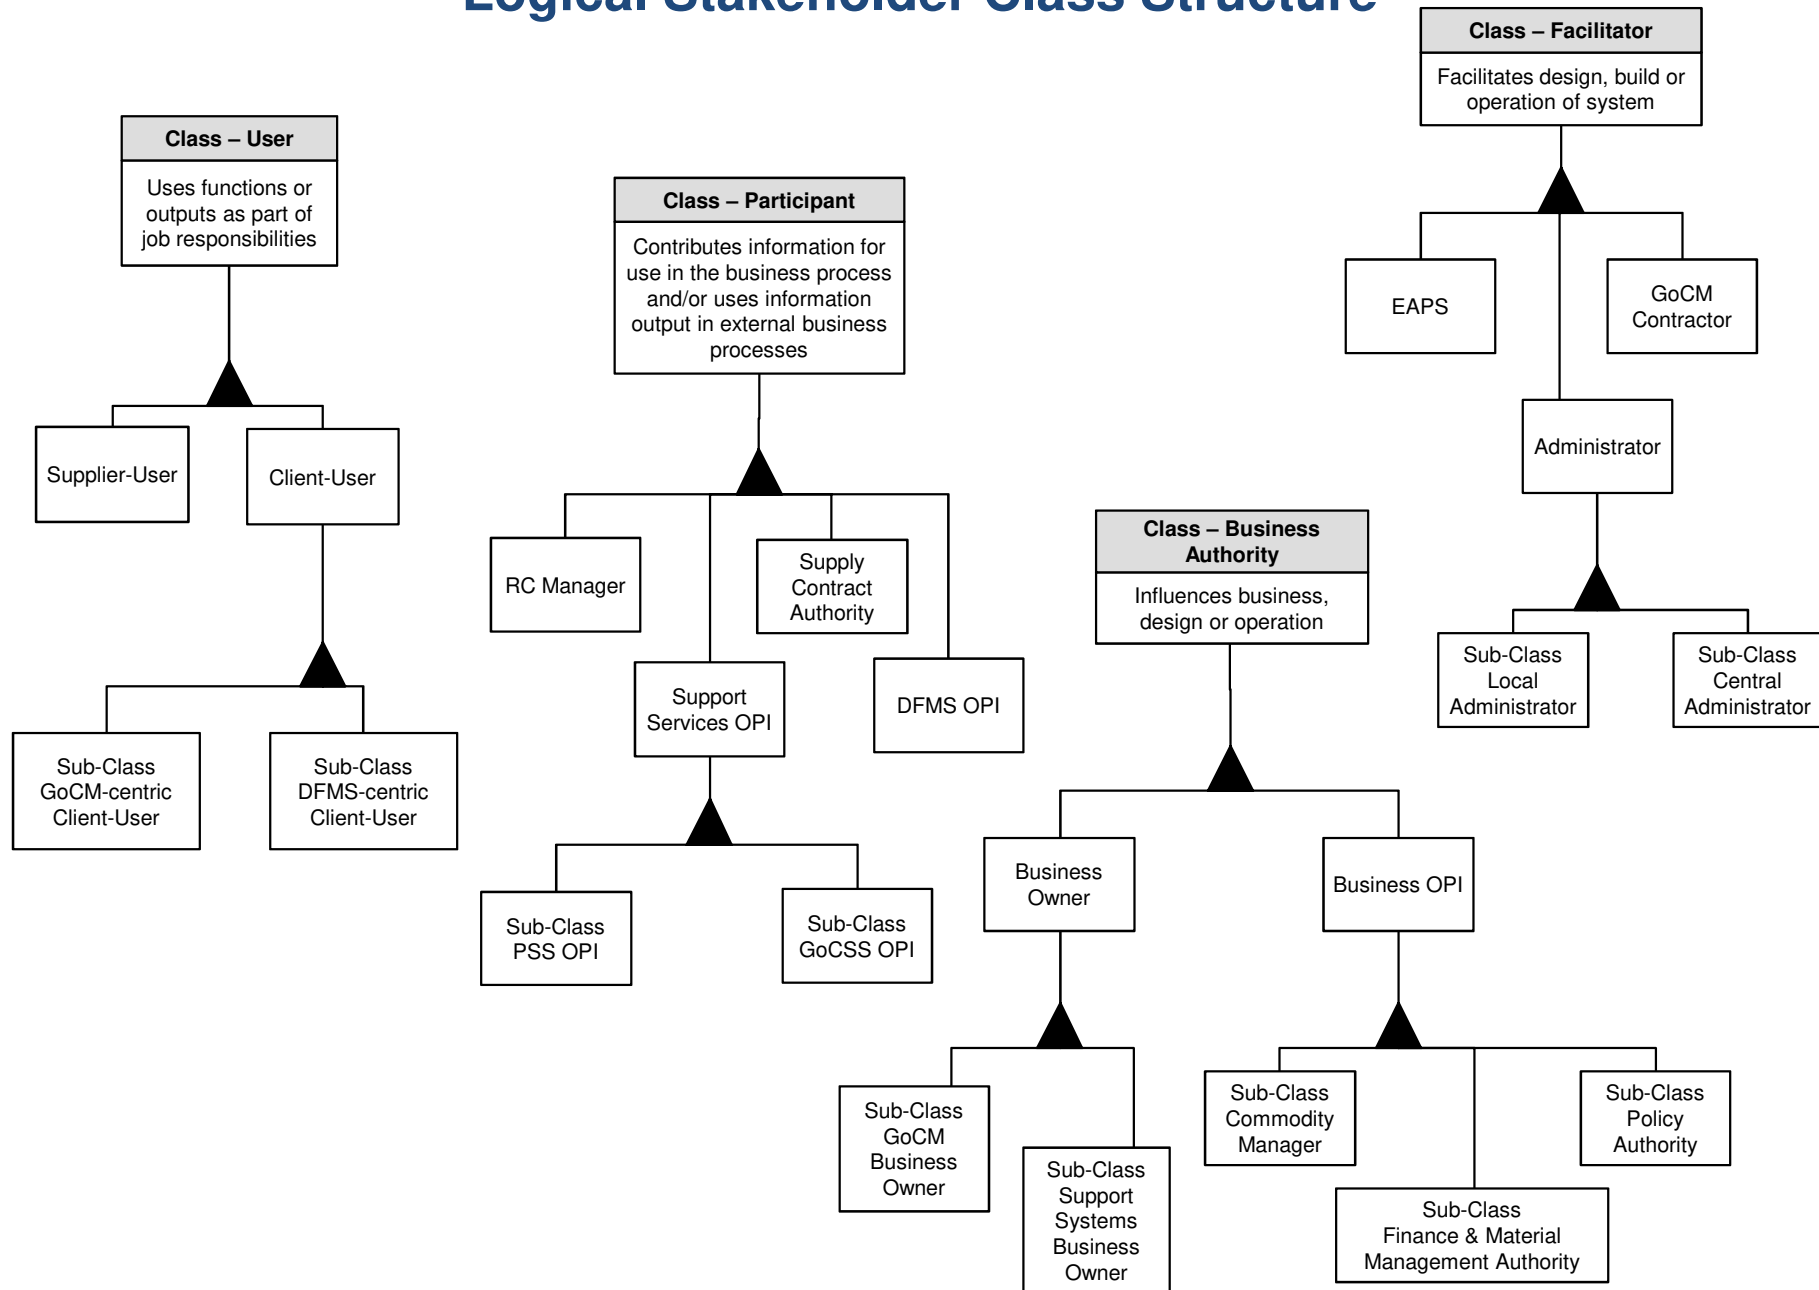 Logical Stakeholder Class Structure
Class – User
Uses functions or
outputs as part of
job responsibilities
Supplier-User
Client-User
Sub-Class
GoCM-centric
Client-User
Sub-Class
DFMS-centric
Client-User
Class – Participant
Contributes information for
use in the business process
and/or uses information
output in external business
processes
RC Manager
Supply
Contract
Authority
Support
Services OPI
DFMS OPI
Sub-Class
PSS OPI
Sub-Class
GoCSS OPI
Class – Business
Authority
Influences business,
design or operation
Business
Owner
Business OPI
Sub-Class
GoCM
Business
Owner
Sub-Class
Support
Systems
Business
Owner
Sub-Class
Commodity
Manager
Sub-Class
Finance & Material
Management Authority
Sub-Class
Policy
Authority
Class – Facilitator
Facilitates design, build or
operation of system
EAPS
GoCM
Contractor
Administrator
Sub-Class
Local
Administrator
Sub-Class
Central
Administrator